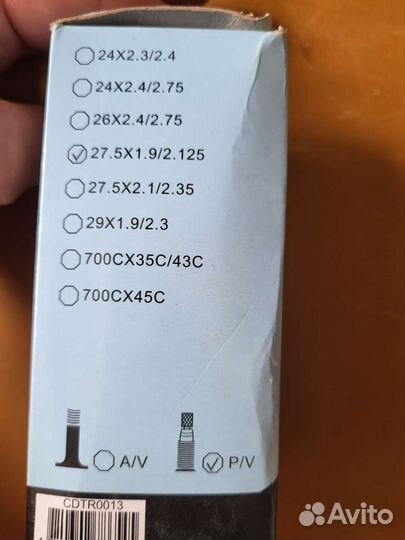 24X2.3/2.4
24X2.4/2.75
26X2.4/2.75
27.5X1.9/2.125
27.5X2.1/2.35
29X1.9/2.3
700CX35C/43C
700CX45C
A/V P/V
CDTR0013
Avito